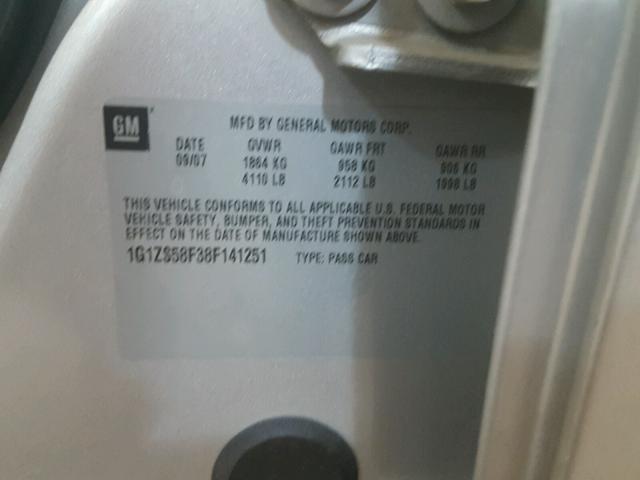 GM
MFD BY GENERAL MOTORS CORP.
DATE GVWR GAWR FRT GAWR RR
09/07 1864 KG 958 KG 906 KG
4110 LB 2112 LB 1998 LB
THIS VEHICLE CONFORMS TO ALL APPLICABLE U.S. FEDERAL MOTOR
VEHICLE SAFETY, BUMPER, AND THEFT PREVENTION STANDARDS IN
EFFECT ON THE DATE OF MANUFACTURE SHOWN ABOVE.
1G1ZS58F38F141251 TYPE: PASS CAR